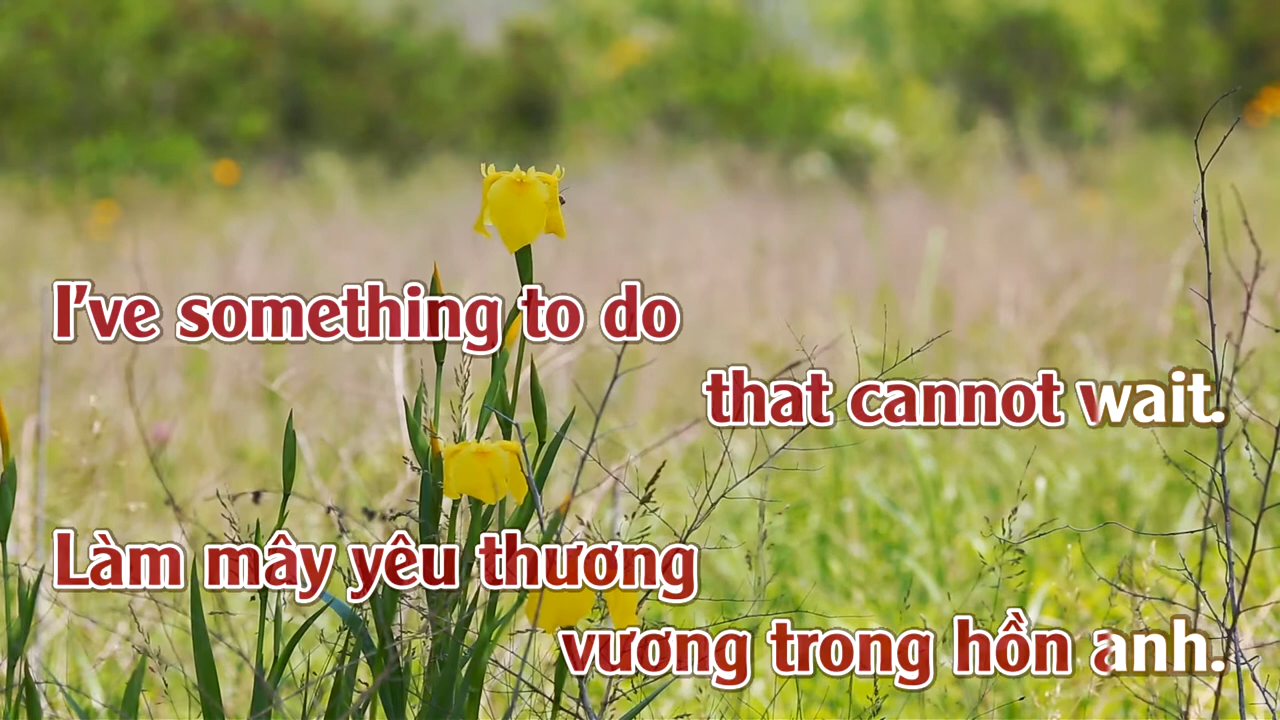 I've something to do
that cannot wait.
Làm mây yêu thương
vương trong hồn anh.